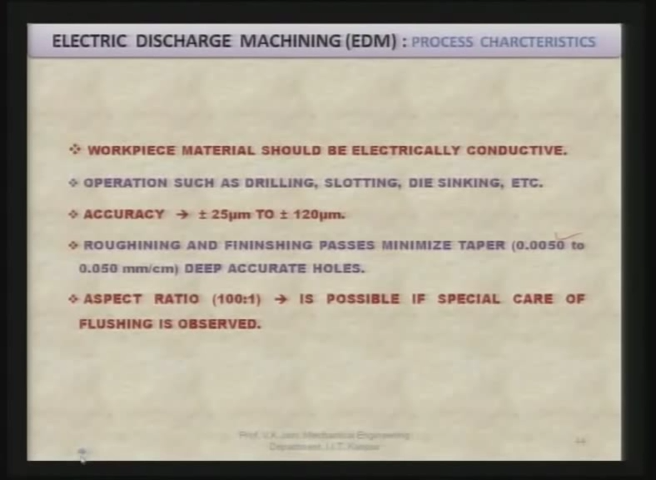 ELECTRIC DISCHARGE MACHINING (EDM) : PROCESS CHARCTERISTICS
❖ WORKPIECE MATERIAL SHOULD BE ELECTRICALLY CONDUCTIVE.
❖ OPERATION SUCH AS DRILLING, SLOTTING, DIE SINKING, ETC.
❖ ACCURACY → ± 25µm TO ± 120µm.
❖ ROUGHINING AND FININSHING PASSES MINIMIZE TAPER (0.0050 to
0.050 mm/cm) DEEP ACCURATE HOLES.
❖ ASPECT RATIO (100:1) → IS POSSIBLE IF SPECIAL CARE OF
FLUSHING IS OBSERVED.
Prof. V.K.Jain, Mechanical Engineering
Department, I.I.T. Kanpur